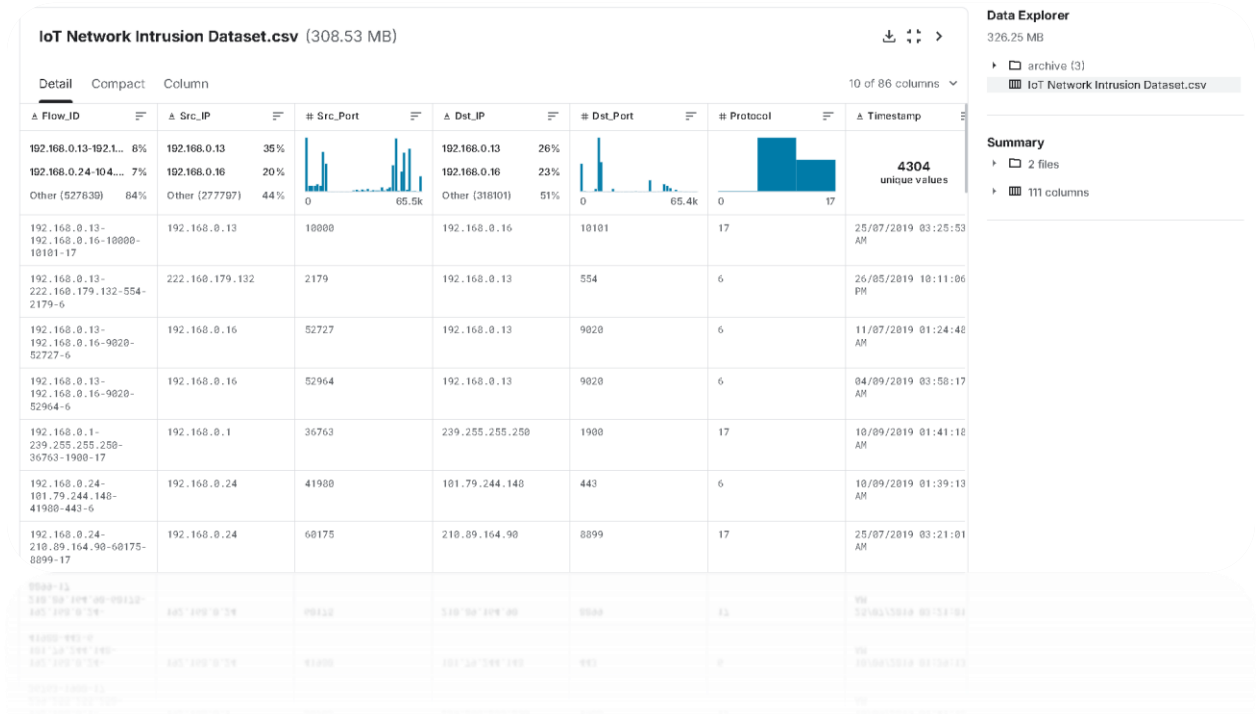 IoT Network Intrusion Dataset.csv (308.53 MB)
Detail Compact Column
10 of 86 columns
Flow_ID
Src_IP
# Src_Port
Dst_IP
# Dst_Port
# Protocol
Timestamp
192.168.0.13-192.1... 6%
192.168.0.24-104.... 7%
Other (527639) 84%
192.168.0.13 35%
192.168.0.16 20%
Other (277797) 44%
0 65.5k
192.168.0.13 26%
192.168.0.16 23%
Other (318101) 51%
0 65.4k
0 17
4304
unique values
192.168.0.13-
192.168.0.16-10000-
10101-17
192.168.0.13
10000
192.168.0.16
10101
17
25/07/2019 03:25:53
AM
192.168.0.13-
222.160.179.132-554-
2179-6
222.160.179.132
2179
192.168.0.13
554
6
26/05/2019 10:11:06
PM
192.168.0.13-
192.168.0.16-9020-
52727-6
192.168.0.16
52727
192.168.0.13
9020
6
11/07/2019 01:24:48
AM
192.168.0.13-
192.168.0.16-9020-
52964-6
192.168.0.16
52964
192.168.0.13
9020
6
04/09/2019 03:58:17
AM
192.168.0.1-
239.255.255.250-
36763-1900-17
192.168.0.1
36763
239.255.255.250
1900
17
10/09/2019 01:41:18
AM
192.168.0.24-
101.79.244.148-
41980-443-6
192.168.0.24
41980
101.79.244.148
443
6
10/09/2019 01:39:13
AM
192.168.0.24-
210.89.164.90-60175-
8899-17
192.168.0.24
60175
210.89.164.90
8899
17
25/07/2019 03:21:01
AM
Data Explorer
326.25 MB
archive (3)
IoT Network Intrusion Dataset.csv
Summary
2 files
111 columns